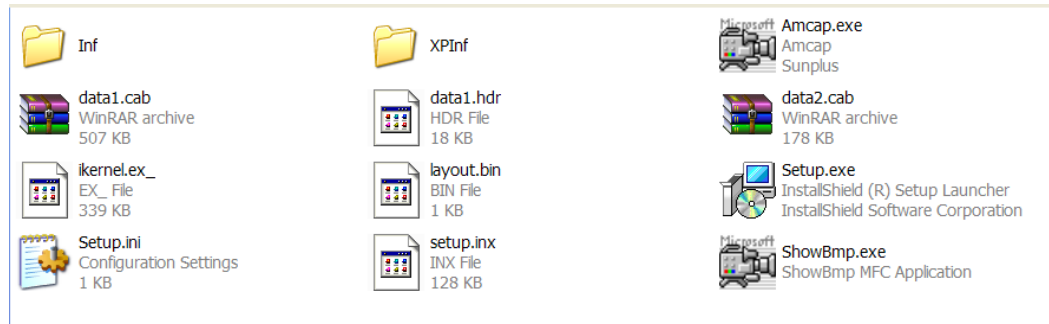 Inf
XPInf
Microsoft
Amcap.exe
Amcap
Sunplus
data1.cab
WinRAR archive
507 KB
data1.hdr
HDR File
18 KB
data2.cab
WinRAR archive
178 KB
ikernel.ex_
EX_ File
339 KB
layout.bin
BIN File
1 KB
Setup.exe
InstallShield (R) Setup Launcher
InstallShield Software Corporation
Setup.ini
Configuration Settings
1 KB
setup.inx
INX File
128 KB
Microsoft
ShowBmp.exe
ShowBmp MFC Application